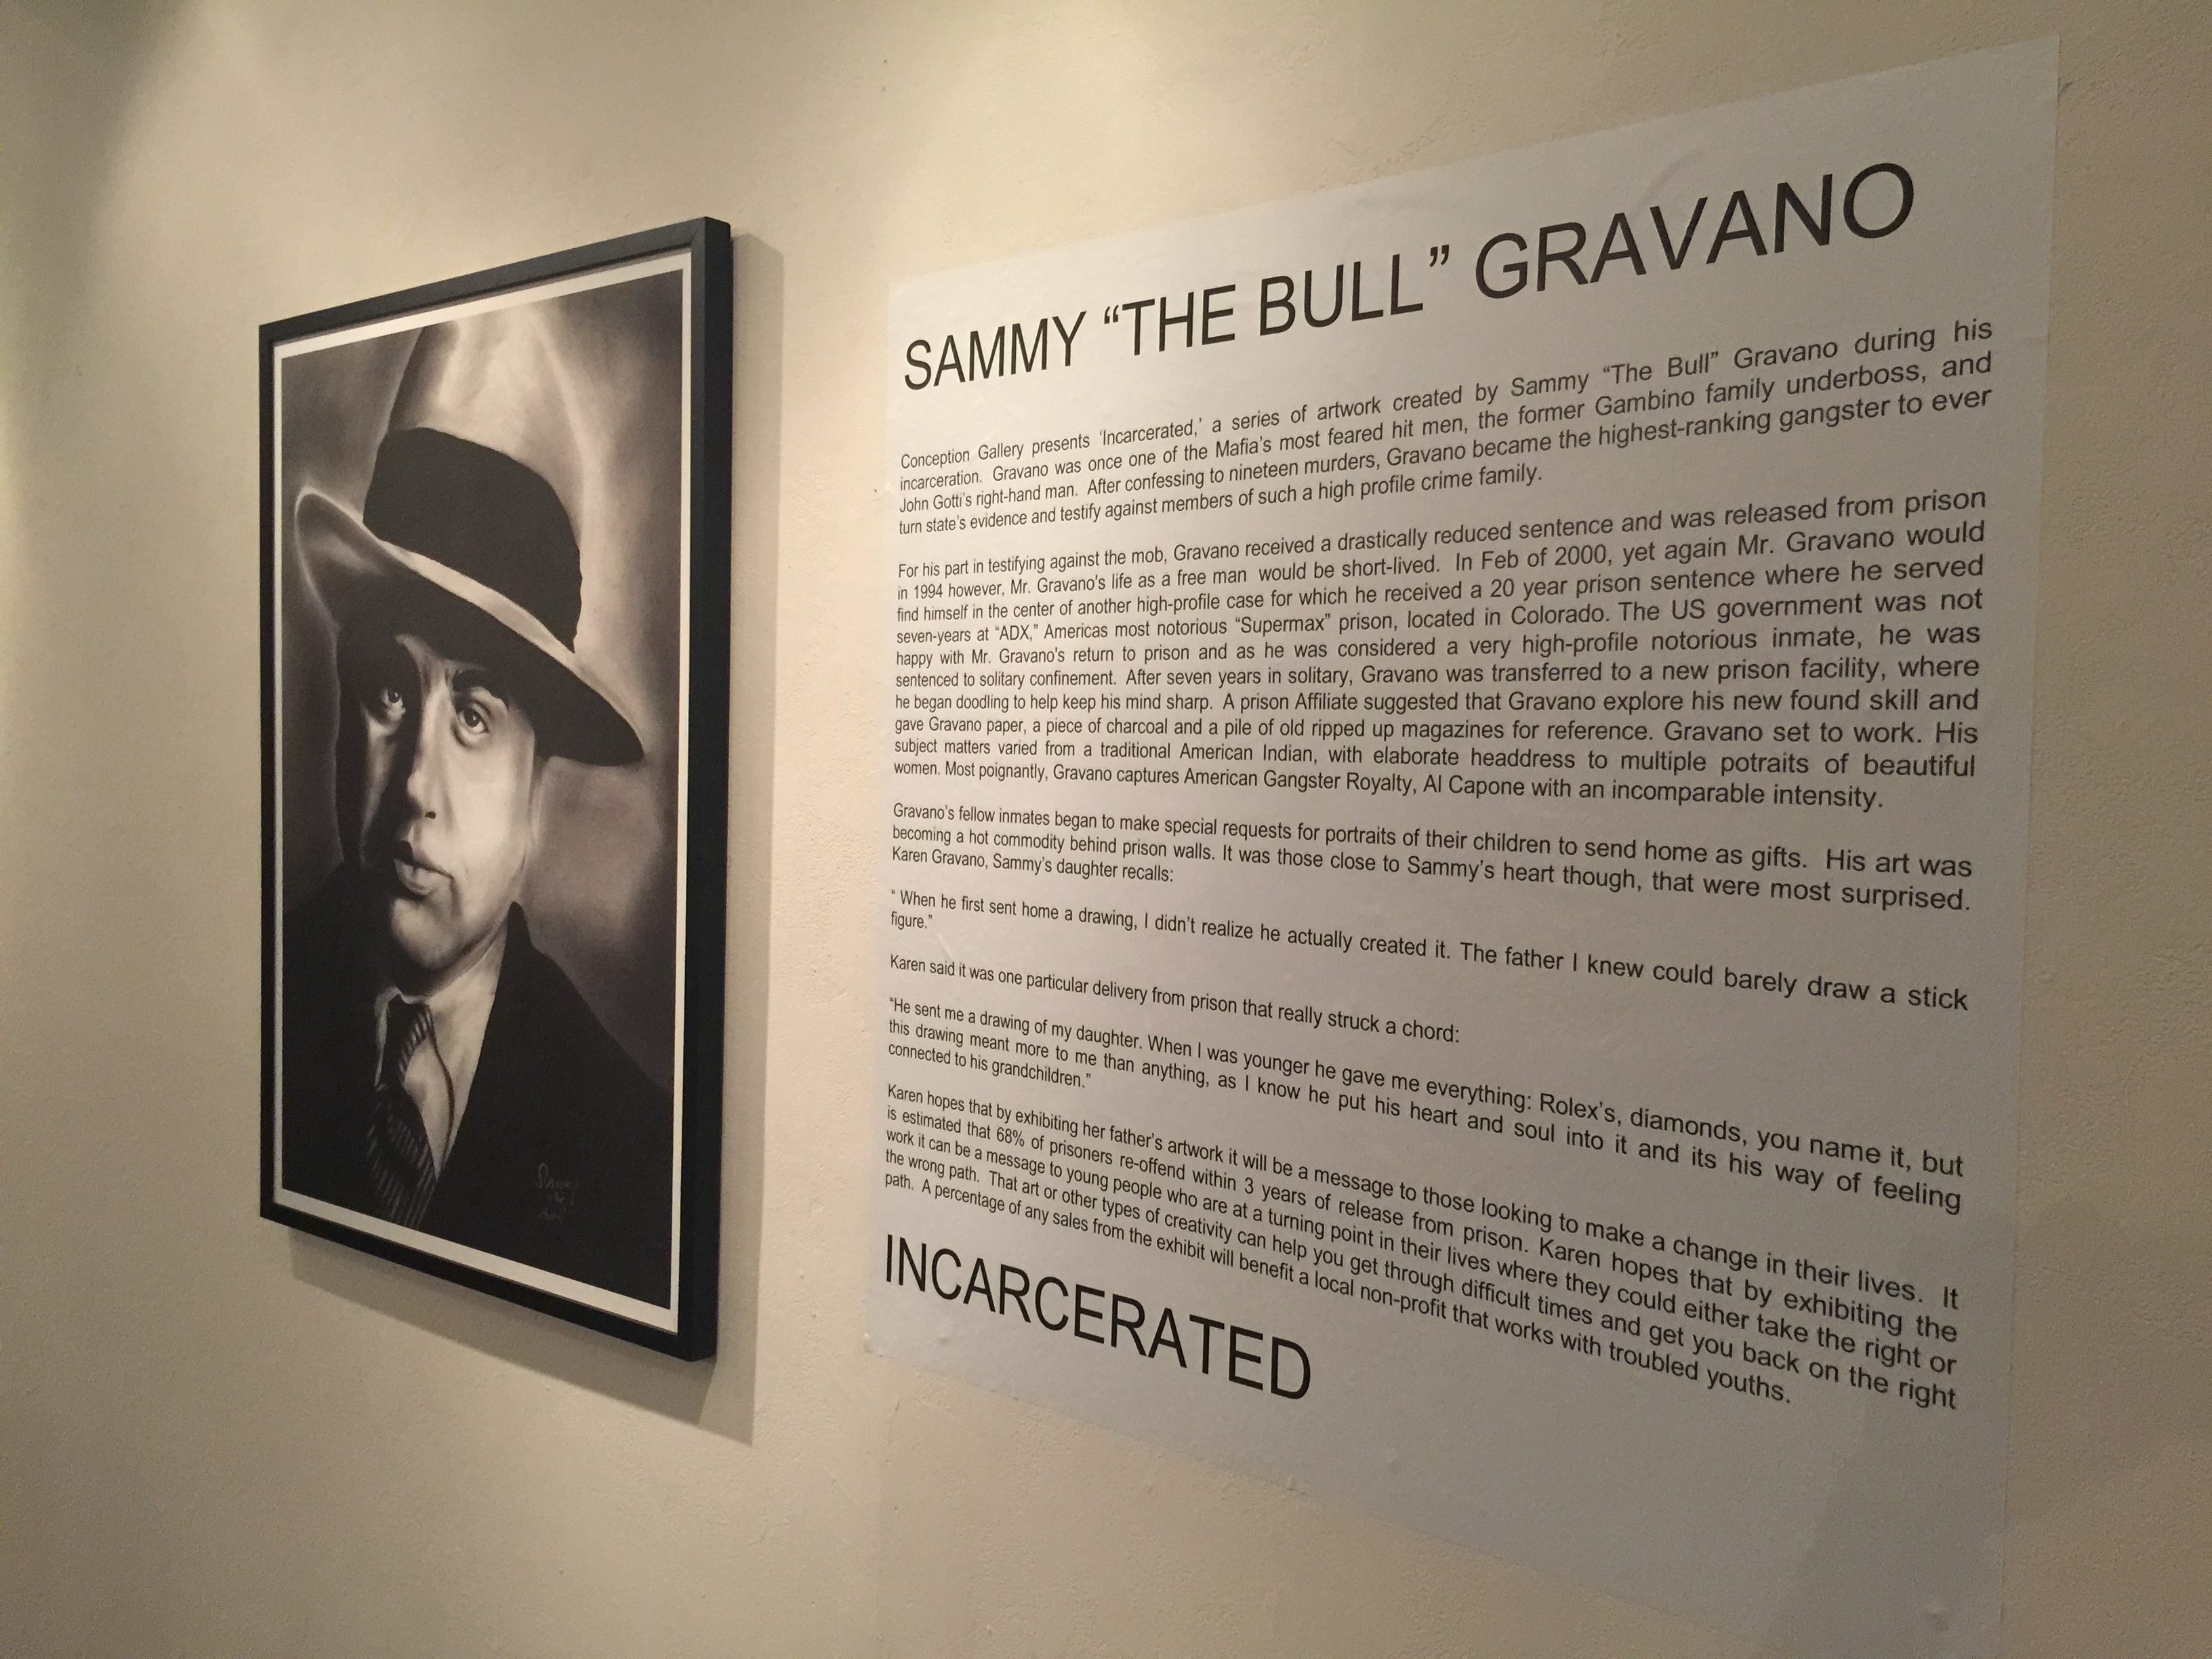 SAMMY “THE BULL” GRAVANO
Conception Gallery presents ‘Incarcerated,’ a series of artwork created by Sammy “The Bull” Gravano during his
incarceration. Gravano was once one of the Mafia’s most feared hit men, the former Gambino family underboss, and
John Gotti’s right-hand man. After confessing to nineteen murders, Gravano became the highest-ranking gangster to ever
turn state’s evidence and testify against members of such a high profile crime family.
For his part in testifying against the mob, Gravano received a drastically reduced sentence and was released from prison
in 1994 however, Mr. Gravano's life as a free man would be short-lived. In Feb of 2000, yet again Mr. Gravano would
find himself in the center of another high-profile case for which he received a 20 year prison sentence where he served
seven-years at “ADX,” Americas most notorious “Supermax” prison, located in Colorado. The US government was not
happy with Mr. Gravano's return to prison and as he was considered a very high-profile notorious inmate, he was
sentenced to solitary confinement. After seven years in solitary, Gravano was transferred to a new prison facility, where
he began doodling to help keep his mind sharp. A prison Affiliate suggested that Gravano explore his new found skill and
gave Gravano paper, a piece of charcoal and a pile of old ripped up magazines for reference. Gravano set to work. His
subject matters varied from a traditional American Indian, with elaborate headdress to multiple potraits of beautiful
women. Most poignantly, Gravano captures American Gangster Royalty, Al Capone with an incomparable intensity.
Gravano’s fellow inmates began to make special requests for portraits of their children to send home as gifts. His art was
becoming a hot commodity behind prison walls. It was those close to Sammy’s heart though, that were most surprised.
Karen Gravano, Sammy’s daughter recalls:
“ When he first sent home a drawing, I didn’t realize he actually created it. The father I knew could barely draw a stick
figure.”
Karen said it was one particular delivery from prison that really struck a chord:
“He sent me a drawing of my daughter. When I was younger he gave me everything: Rolex’s, diamonds, you name it, but
this drawing meant more to me than anything, as I know he put his heart and soul into it and its his way of feeling
connected to his grandchildren.”
Karen hopes that by exhibiting her father’s artwork it will be a message to those looking to make a change in their lives. It
is estimated that 68% of prisoners re-offend within 3 years of release from prison. Karen hopes that by exhibiting the
work it can be a message to young people who are at a turning point in their lives where they could either take the right or
the wrong path. That art or other types of creativity can help you get through difficult times and get you back on the right
path. A percentage of any sales from the exhibit will benefit a local non-profit that works with troubled youths.
INCARCERATED
Sammy